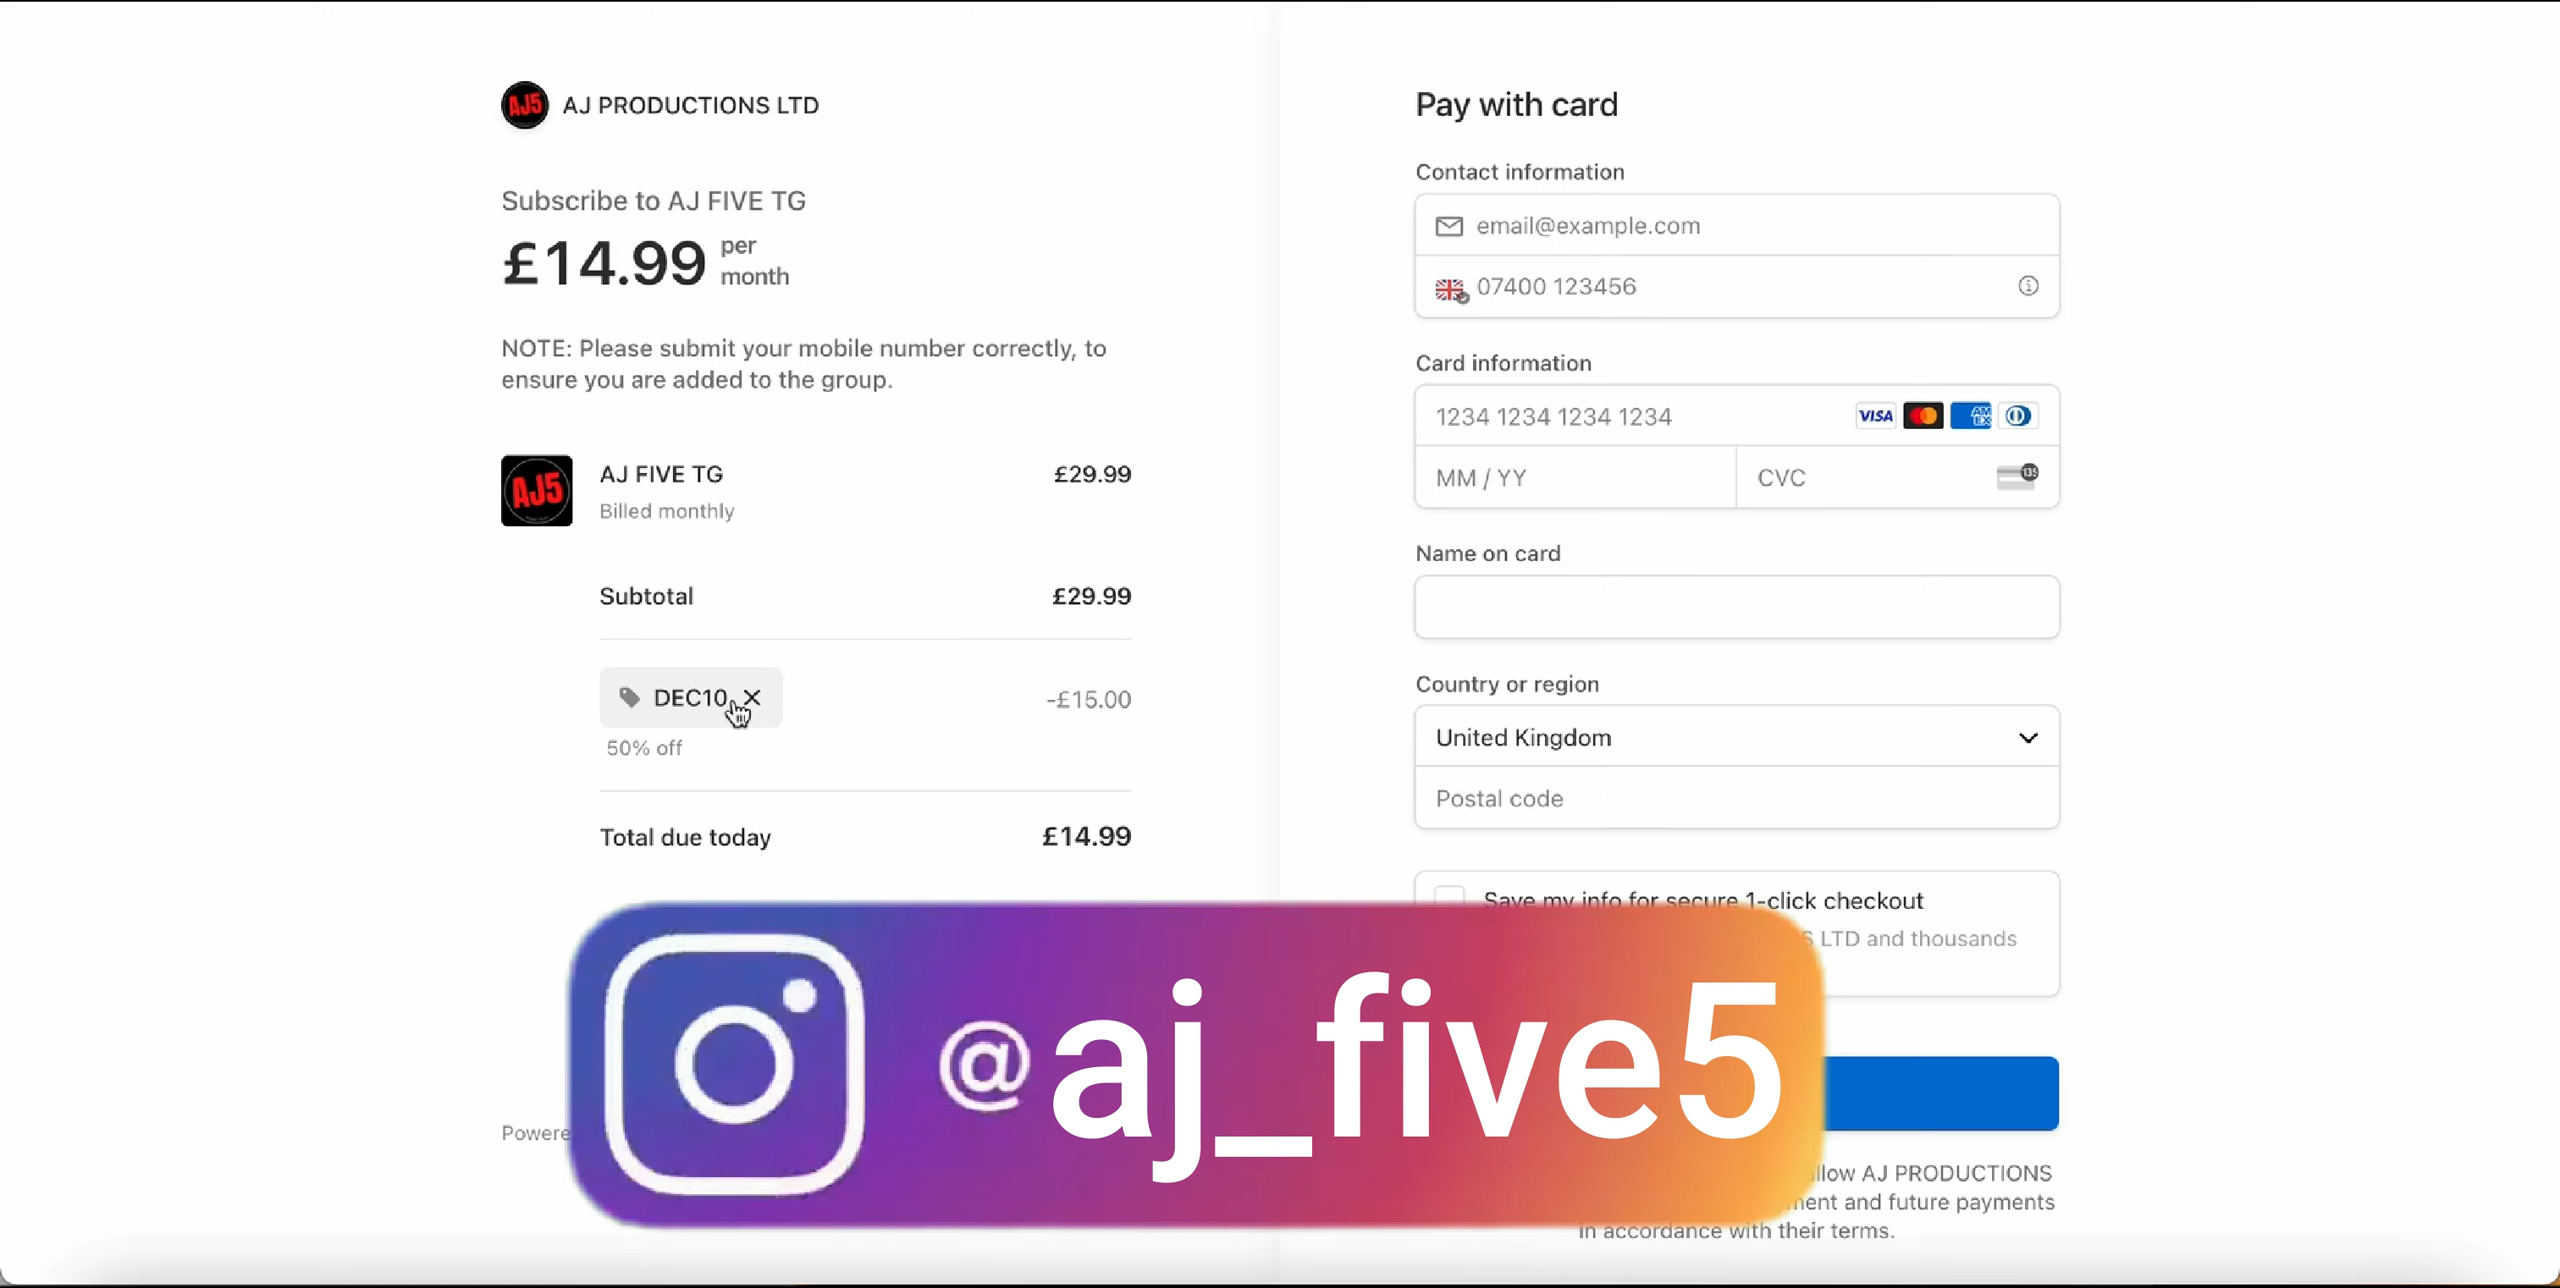 AJ5 AJ PRODUCTIONS LTD
Subscribe to AJ FIVE TG
£14.99 per month
NOTE: Please submit your mobile number correctly, to
ensure you are added to the group.
AJ5
AJ FIVE TG £29.99
Billed monthly
Subtotal £29.99
DEC10 -£15.00
50% off
Total due today £14.99
Pay with card
Contact information
email@example.com
07400 123456
Card information
1234 1234 1234 1234 VISA AMEX
MM / YY CVC 135
Name on card
Country or region
United Kingdom
Postal code
Save my info for secure 1-click checkout
LTD and thousands
@aj_five5
AJ PRODUCTIONS
and future payments
in accordance with their terms.